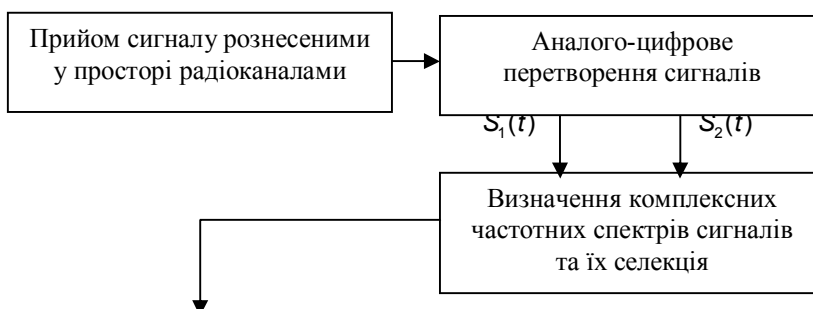 Прийом сигналу рознесеними
у просторі радіоканалами
Аналого-цифрове
перетворення сигналів
S₁(t)
S₂(t)
Визначення комплексних
частотних спектрів сигналів
та їх селекція